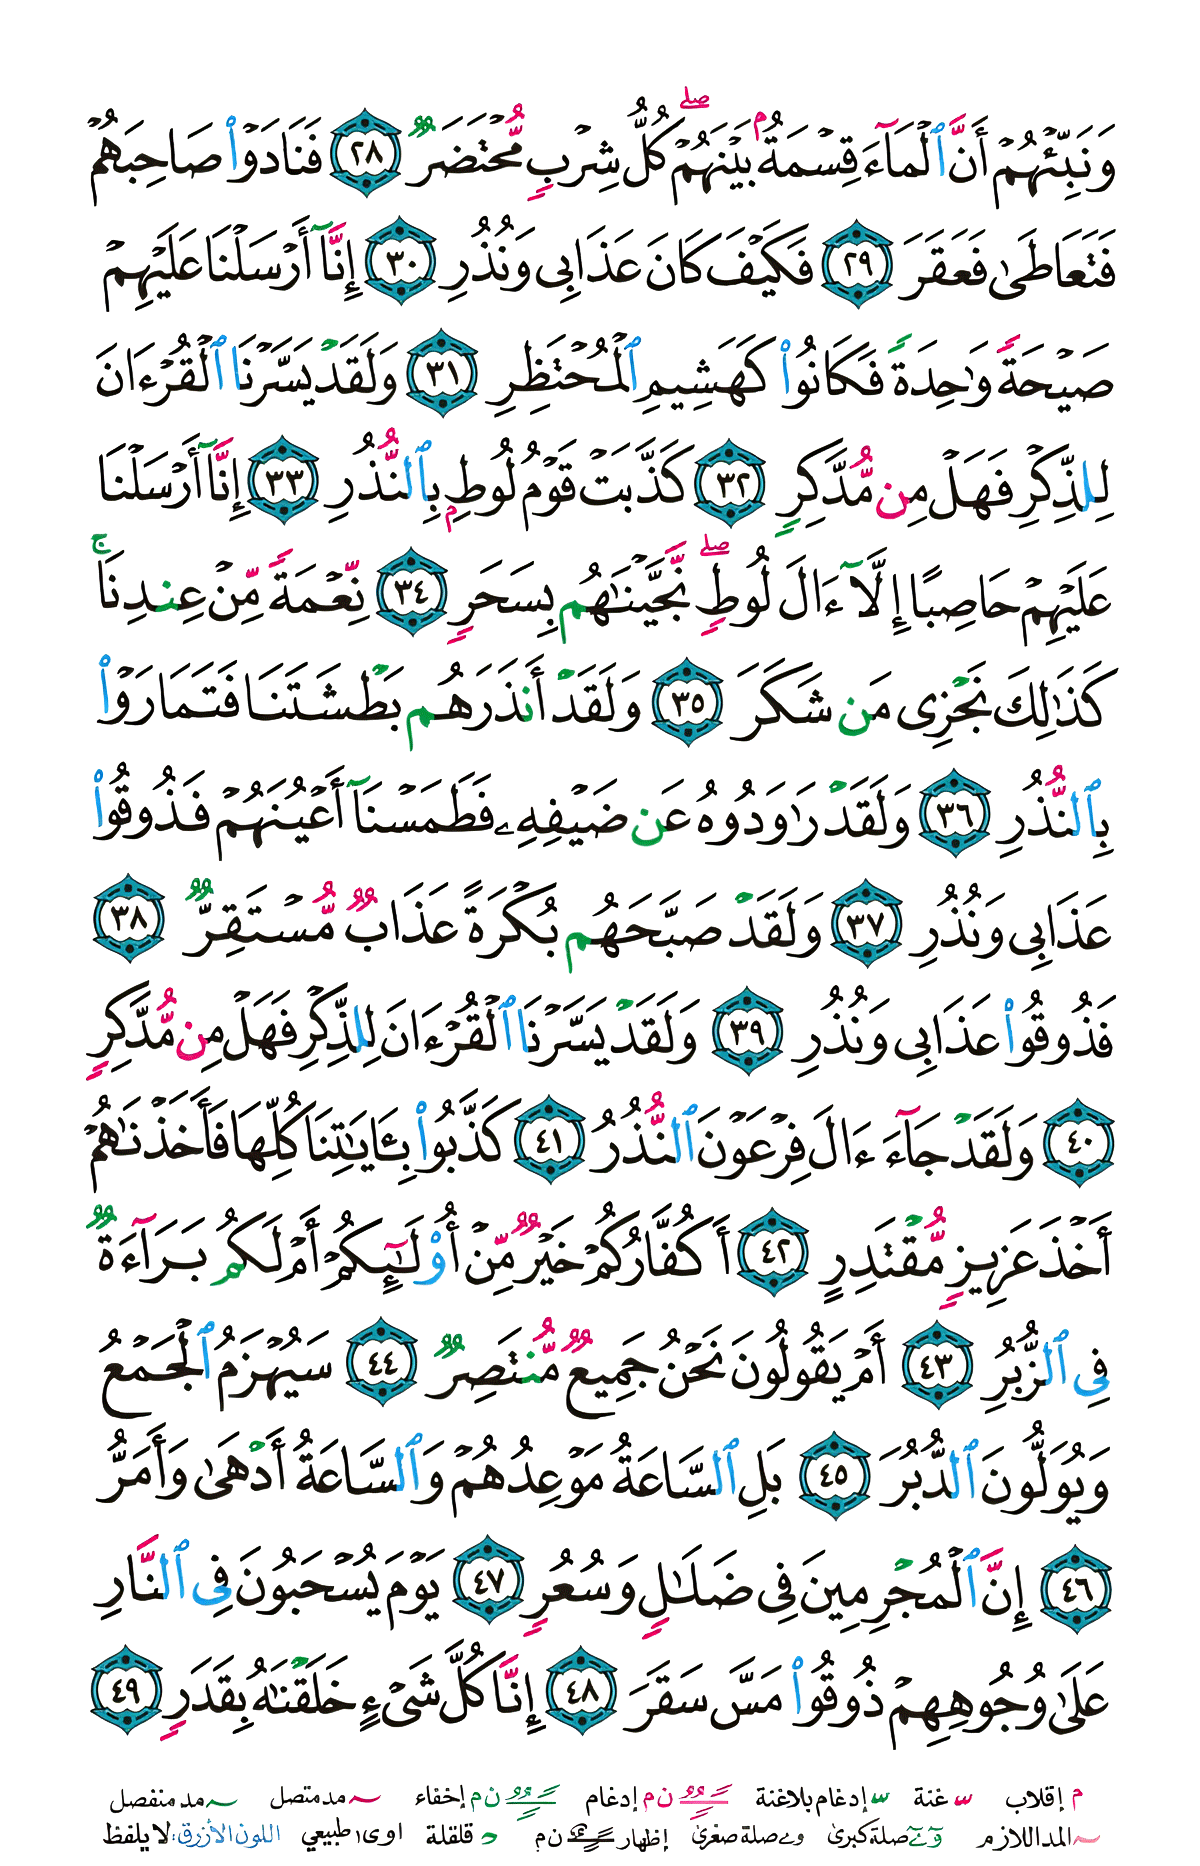 وَنَبِّئْهُمْ أَنَّ ٱلْمَآءَ قِسْمَةٌۢ بَيْنَهُمْ ۖ كُلُّ شِرْبٍ مُّحْتَضَرٌ ٢٨ فَنَادَوْا۟ صَاحِبَهُمْ
فَتَعَاطَىٰ فَعَقَرَ ٢٩ فَكَيْفَ كَانَ عَذَابِى وَنُذُرِ ٣٠ إِنَّآ أَرْسَلْنَا عَلَيْهِمْ
صَيْحَةً وَٰحِدَةً فَكَانُوا۟ كَهَشِيمِ ٱلْمُحْتَظِرِ ٣١ وَلَقَدْ يَسَّرْنَا ٱلْقُرْءَانَ
لِلذِّكْرِ فَهَلْ مِن مُّدَّكِرٍ ٣٢ كَذَّبَتْ قَوْمُ لُوطٍۭ بِٱلنُّذُرِ ٣٣ إِنَّآ أَرْسَلْنَا
عَلَيْهِمْ حَاصِبًا إِلَّآ ءَالَ لُوطٍ ۖ نَّجَّيْنَٰهُم بِسَحَرٍ ٣٤ نِّعْمَةً مِّنْ عِندِنَا ۚ
كَذَٰلِكَ نَجْزِى مَن شَكَرَ ٣٥ وَلَقَدْ أَنذَرَهُم بَطْشَتَنَا فَتَمَارَوْا۟
بِٱلنُّذُرِ ٣٦ وَلَقَدْ رَٰوَدُوهُ عَن ضَيْفِهِۦ فَطَمَسْنَآ أَعْيُنَهُمْ فَذُوقُوا۟
عَذَابِى وَنُذُرِ ٣٧ وَلَقَدْ صَبَّحَهُم بُكْرَةً عَذَابٌ مُّسْتَقِرٌّ ٣٨
فَذُوقُوا۟ عَذَابِى وَنُذُرِ ٣٩ وَلَقَدْ يَسَّرْنَا ٱلْقُرْءَانَ لِلذِّكْرِ فَهَلْ مِن مُّدَّكِرٍ
٤٠ وَلَقَدْ جَآءَ ءَالَ فِرْعَوْنَ ٱلنُّذُرُ ٤١ كَذَّبُوا۟ بِـَٔايَٰتِنَا كُلِّهَا فَأَخَذْنَٰهُمْ
أَخْذَ عَزِيزٍ مُّقْتَدِرٍ ٤٢ أَكُفَّارُكُمْ خَيْرٌ مِّنْ أُو۟لَٰٓئِكُمْ أَمْ لَكُم بَرَآءَةٌ
فِى ٱلزُّبُرِ ٤٣ أَمْ يَقُولُونَ نَحْنُ جَمِيعٌ مُّنتَصِرٌ ٤٤ سَيُهْزَمُ ٱلْجَمْعُ
وَيُوَلُّونَ ٱلدُّبُرَ ٤٥ بَلِ ٱلسَّاعَةُ مَوْعِدُهُمْ وَٱلسَّاعَةُ أَدْهَىٰ وَأَمَرُّ
٤٦ إِنَّ ٱلْمُجْرِمِينَ فِى ضَلَٰلٍ وَسُعُرٍ ٤٧ يَوْمَ يُسْحَبُونَ فِى ٱلنَّارِ
عَلَىٰ وُجُوهِهِمْ ذُوقُوا۟ مَسَّ سَقَرَ ٤٨ إِنَّا كُلَّ شَىْءٍ خَلَقْنَٰهُ بِقَدَرٍ ٤٩
م إقلاب غنة إدغام بلاغنة ن م إدغام ن م إخفاء مد متصل مد منفصل
المد اللازم صلة كبرى وے صلة صغرى إظهار ن م قلقلة اوى طبيعي اللون الأزرق: لا يلفظ